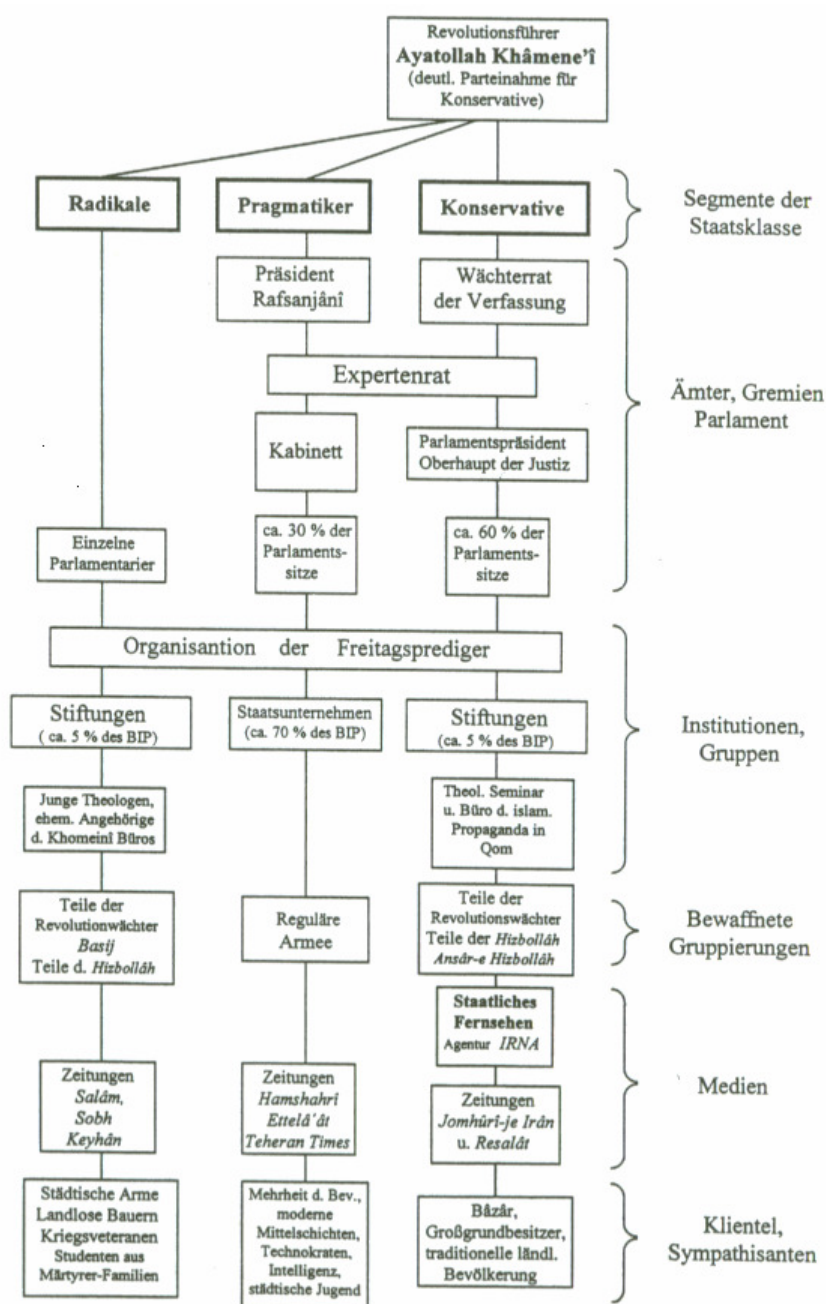 Revolutionsführer
Ayatollah Khâmene'î
(deutl. Parteinahme für
Konservative)
Radikale
Pragmatiker
Konservative
Segmente der
Staatsklasse
Präsident
Rafsanjânî
Wächterrat
der Verfassung
Expertenrat
Ämter, Gremien
Parlament
Kabinett
Parlamentspräsident
Oberhaupt der Justiz
Einzelne
Parlamentarier
ca. 30 % der
Parlaments-
sitze
ca. 60 % der
Parlaments-
sitze
Organisantion der Freitagsprediger
Stiftungen
( ca. 5 % des BIP)
Staatsunternehmen
(ca. 70 % des BIP)
Stiftungen
(ca. 5 % des BIP)
Institutionen,
Gruppen
Junge Theologen,
ehem. Angehörige
d. Khomeinî Büros
Theol. Seminar
u. Büro d. islam.
Propaganda in
Qom
Teile der
Revolutionwächter
Basij
Teile d. Hizbollâh
Reguläre
Armee
Teile der
Revolutionswächter
Teile der Hizbollâh
Ansâr-e Hizbollâh
Bewaffnete
Gruppierungen
Staatliches
Fernsehen
Agentur IRNA
Zeitungen
Salâm,
Sobh
Keyhân
Zeitungen
Hamshahrî
Ettelâ´ât
Teheran Times
Zeitungen
Jomhûrî-je Irân
u. Resalât
Medien
Städtische Arme
Landlose Bauern
Kriegsveteranen
Studenten aus
Märtyrer-Familien
Mehrheit d. Bev.,
moderne
Mittelschichten,
Technokraten,
Intelligenz,
städtische Jugend
Bâzâr,
Großgrundbesitzer,
traditionelle ländl.
Bevölkerung
Klientel,
Sympathisanten